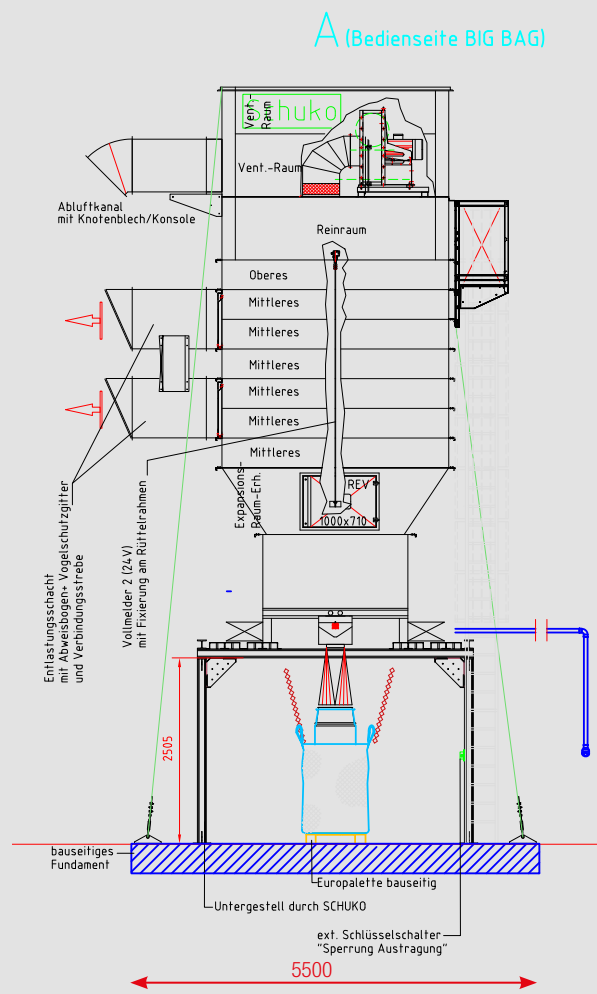 A (Bedienseite BIG BAG)
Schuko
Vent.-
Raum
Vent.-Raum
Abluftkanal
mit Knotenblech/Konsole
Reinraum
Oberes
Mittleres
Mittleres
Mittleres
Mittleres
Mittleres
Mittleres
Expansions-
Raum-Erh.
REV
1000x710
Entlastungsschacht
mit Abweisbogen+ Vogelschutzgitter
und Verbindungsstrebe
Vollmelder 2 (24V)
mit Fixierung am Rüttelrahmen
2505
bauseitiges
Fundament
Europalette bauseitig
Untergestell durch SCHUKO
ext. Schlüsselschalter
"Sperrung Austragung"
5500